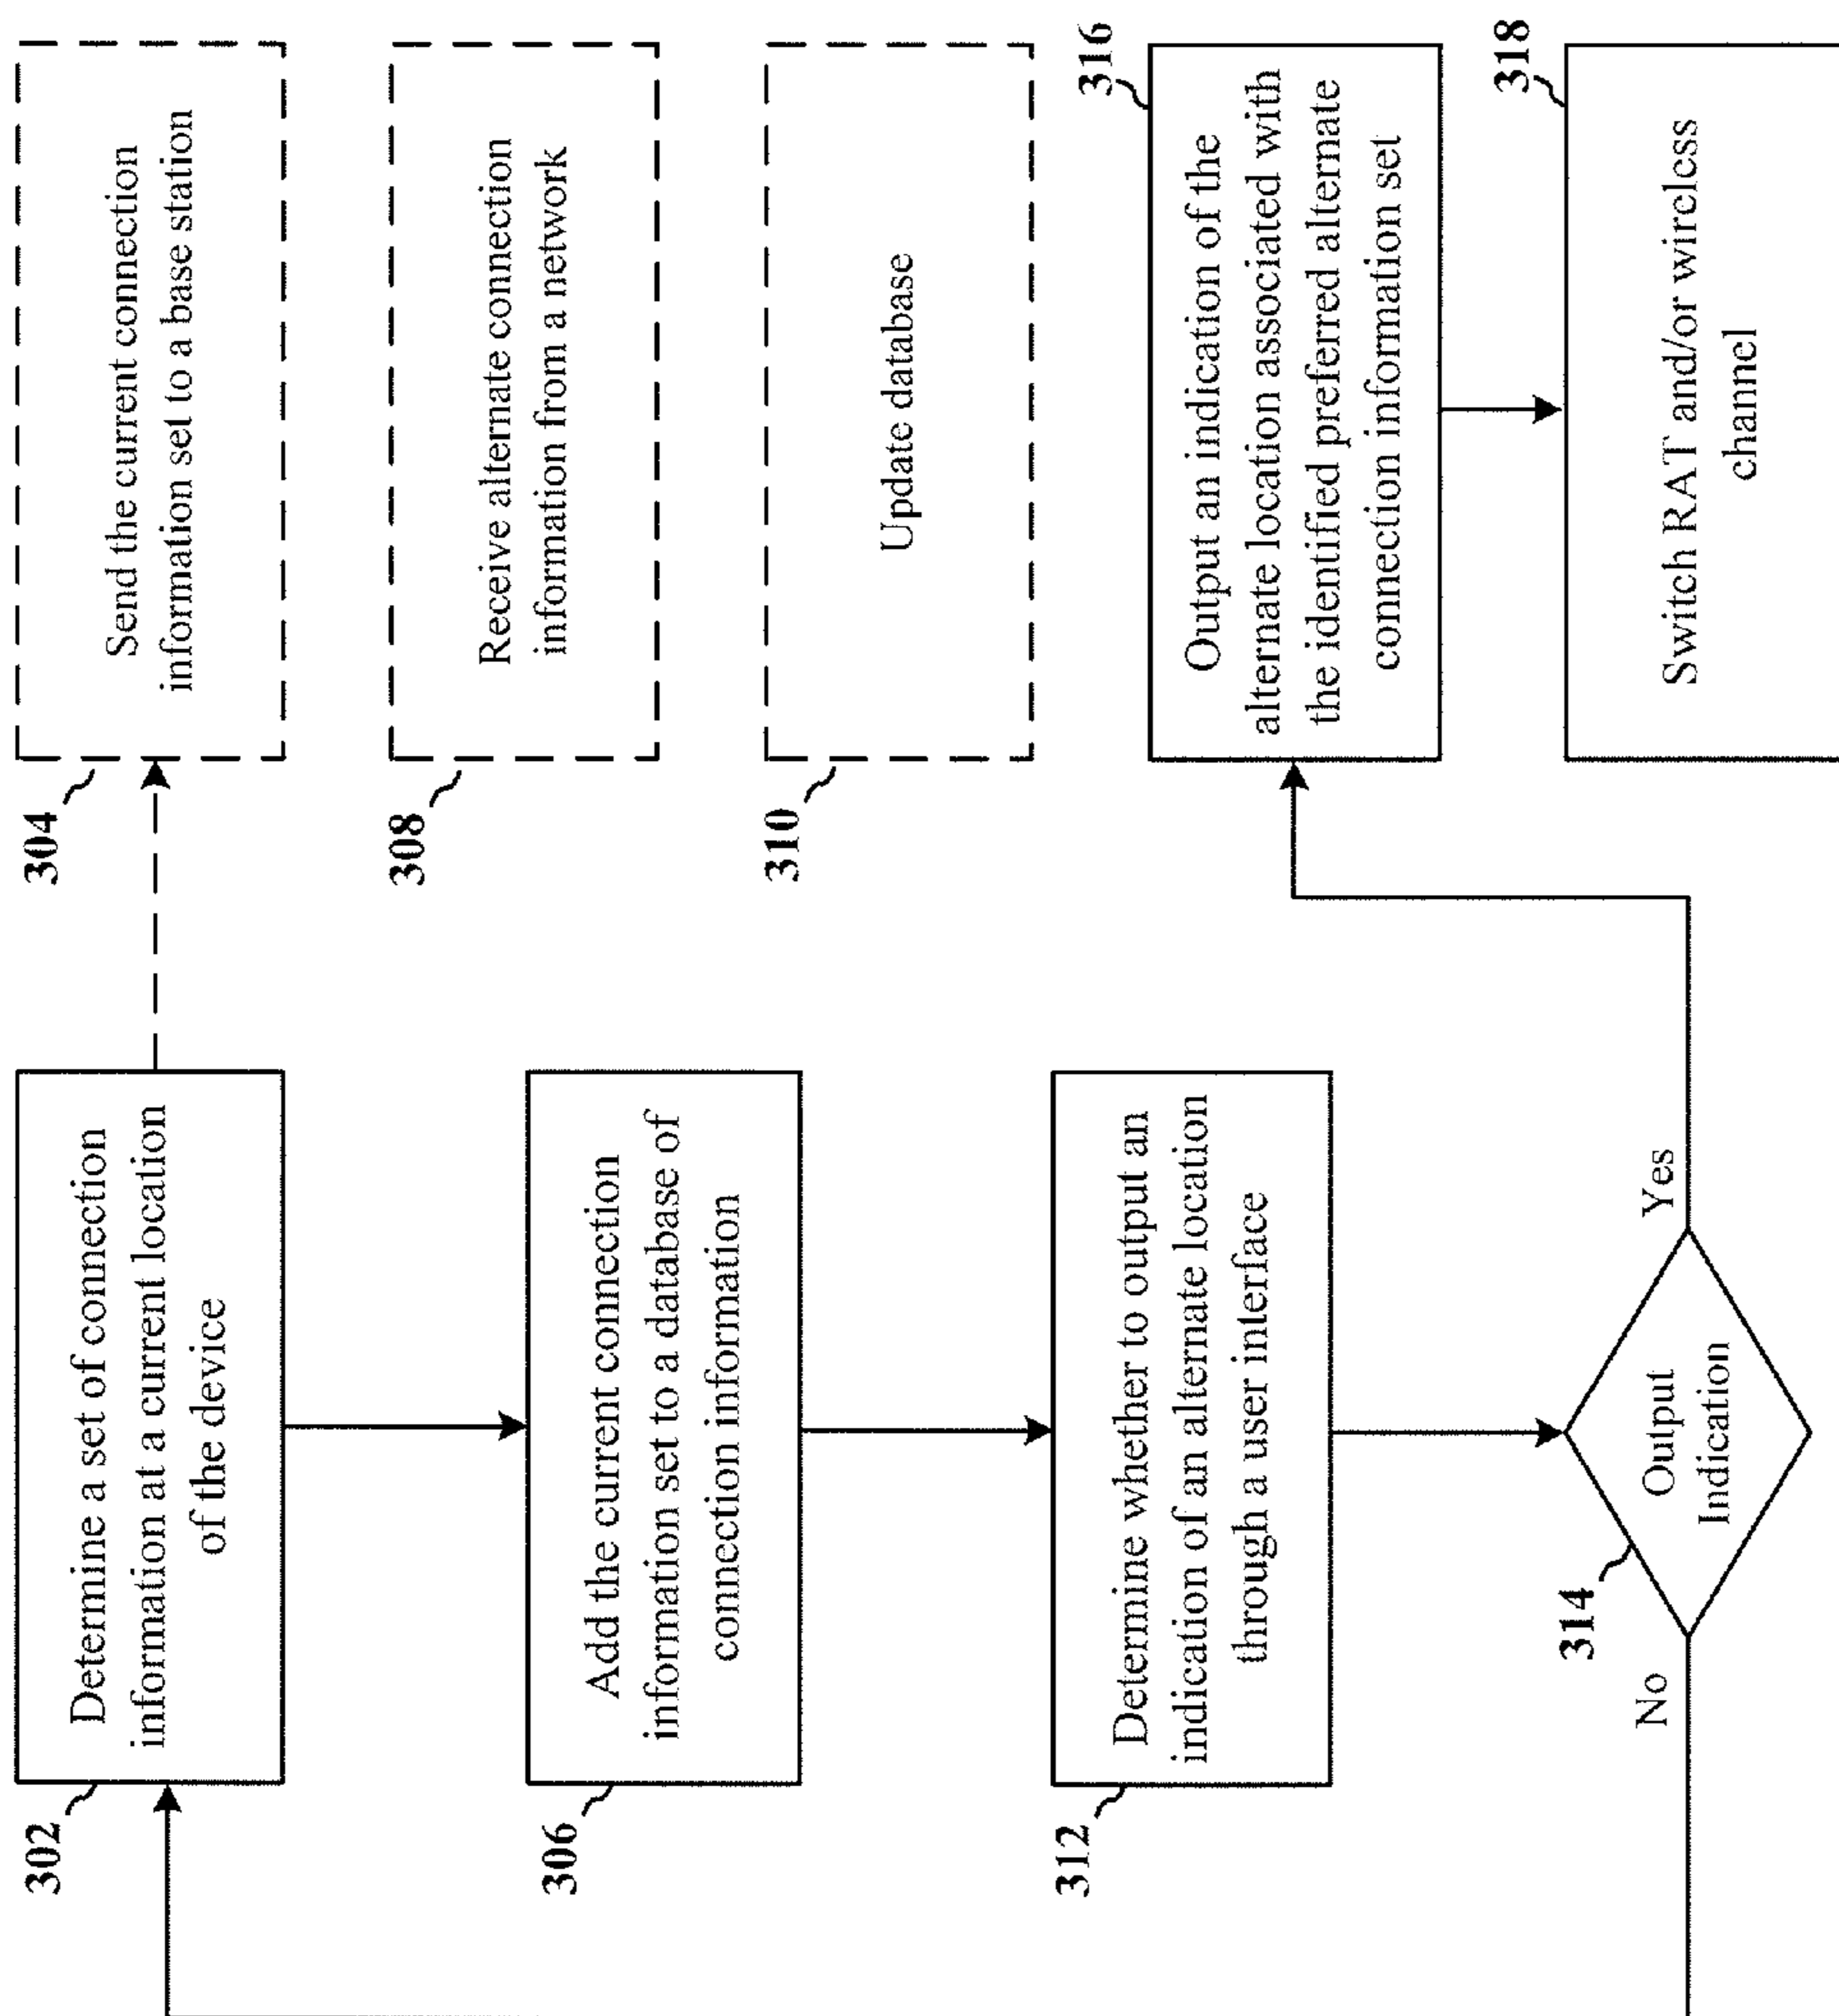 302
Determine a set of connection
information at a current location
of the device
304
Send the current connection
information set to a base station
306
Add the current connection
information set to a database of
connection information
308
Receive alternate connection
information from a network
310
Update database
312
Determine whether to output an
indication of an alternate location
through a user interface
314
Output
Indication
No
Yes
316
Output an indication of the
alternate location associated with
the identified preferred alternate
connection information set
318
Switch RAT and/or wireless
channel